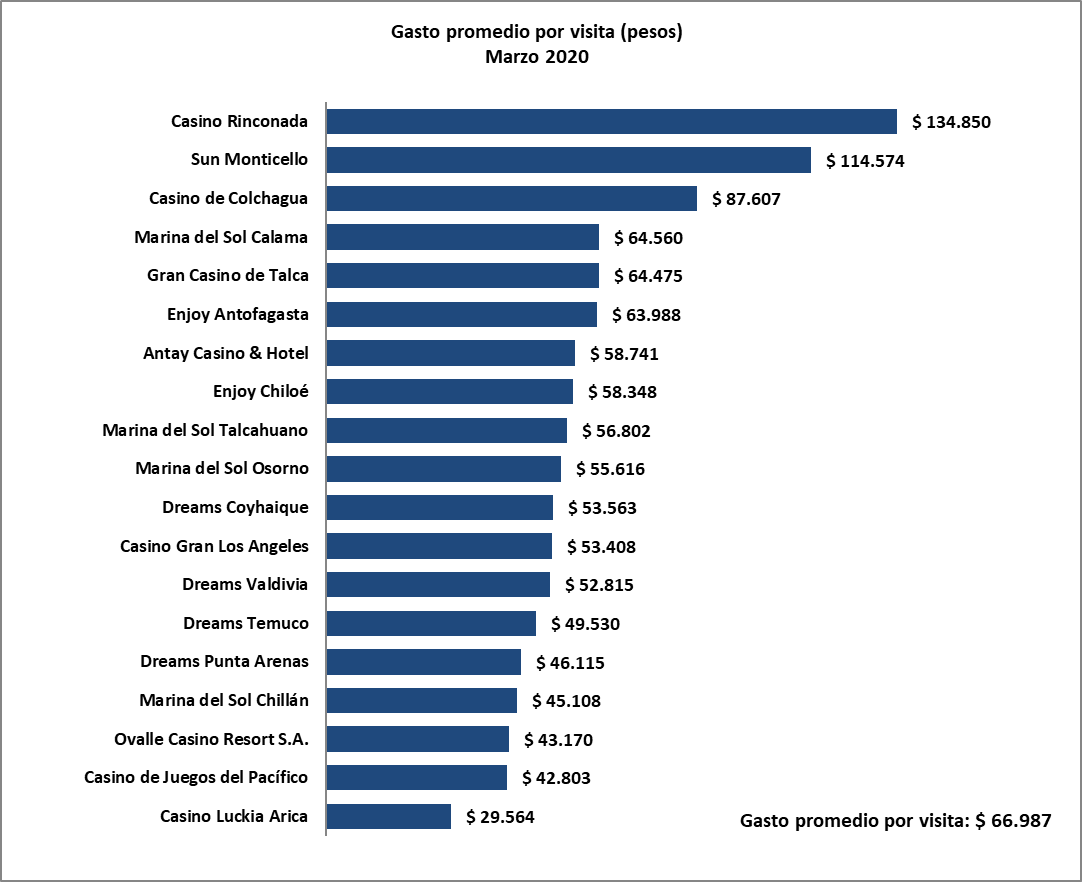 Gasto promedio por visita (pesos)
Marzo 2020
Casino Rinconada $ 134.850
Sun Monticello $ 114.574
Casino de Colchagua $ 87.607
Marina del Sol Calama $ 64.560
Gran Casino de Talca $ 64.475
Enjoy Antofagasta $ 63.988
Antay Casino & Hotel $ 58.741
Enjoy Chiloé $ 58.348
Marina del Sol Talcahuano $ 56.802
Marina del Sol Osorno $ 55.616
Dreams Coyhaique $ 53.563
Casino Gran Los Angeles $ 53.408
Dreams Valdivia $ 52.815
Dreams Temuco $ 49.530
Dreams Punta Arenas $ 46.115
Marina del Sol Chillán $ 45.108
Ovalle Casino Resort S.A. $ 43.170
Casino de Juegos del Pacífico $ 42.803
Casino Luckia Arica $ 29.564
Gasto promedio por visita: $ 66.987